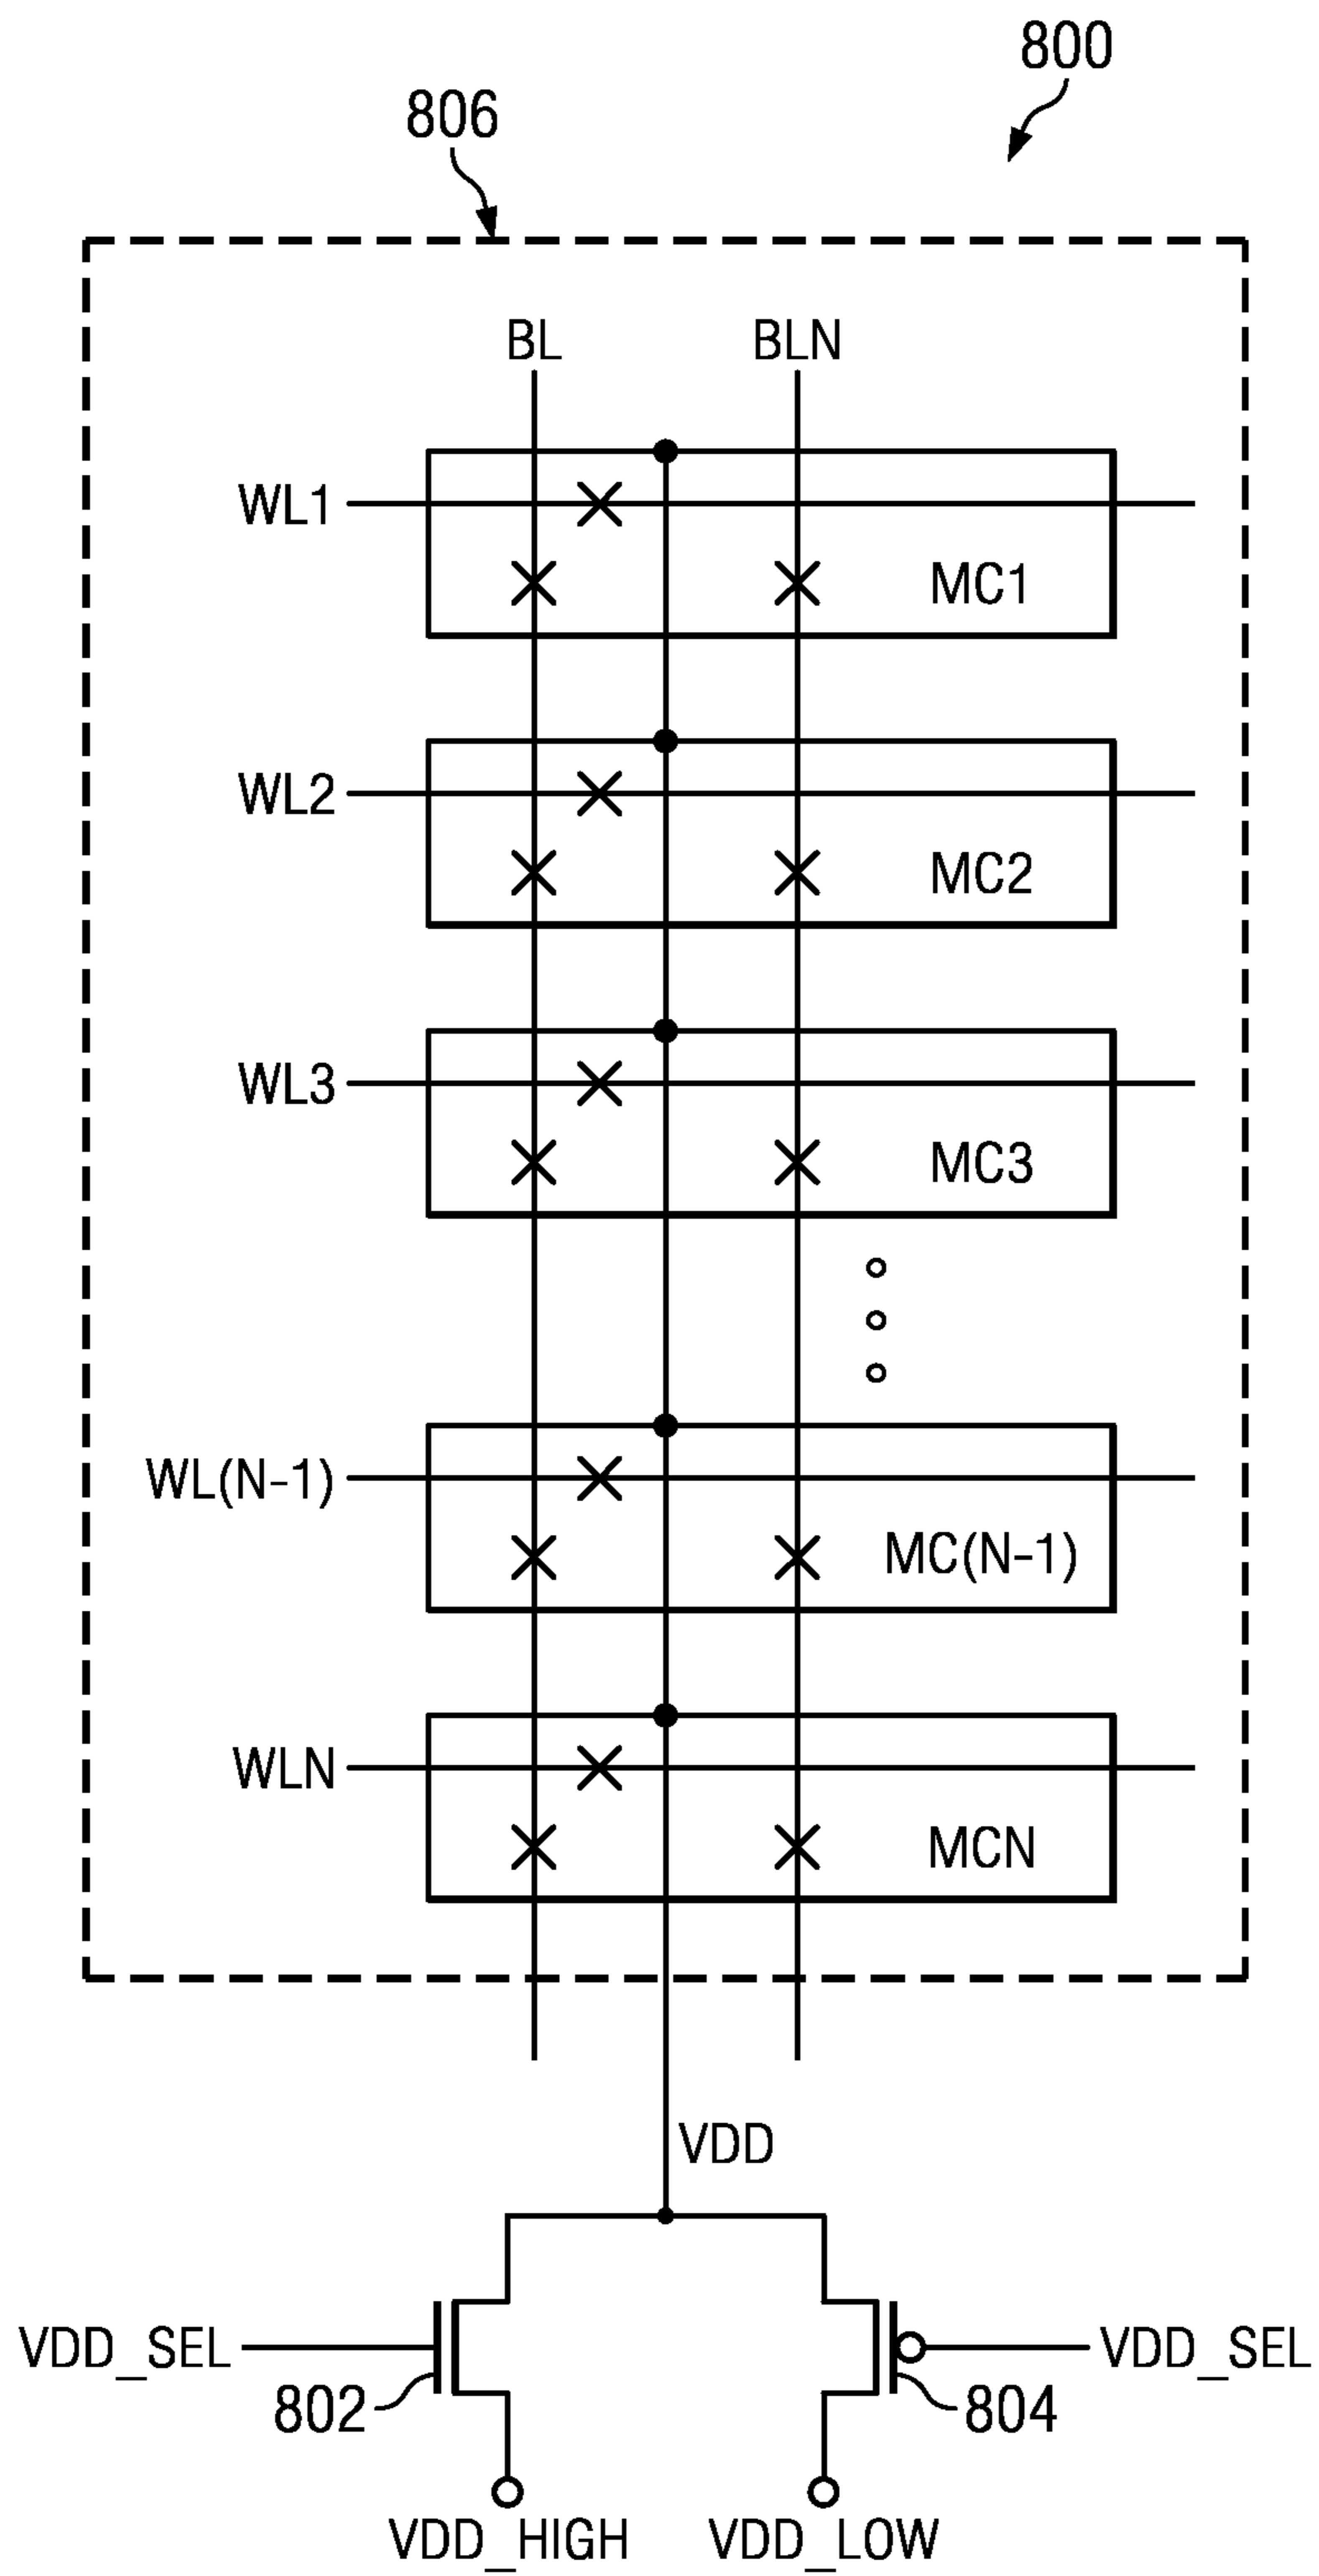 800
806
BL BLN
WL1
MC1
WL2
MC2
WL3
MC3
WL(N-1)
MC(N-1)
WLN
MCN
VDD
VDD_SEL VDD_SEL
802 804
VDD_HIGH VDD_LOW